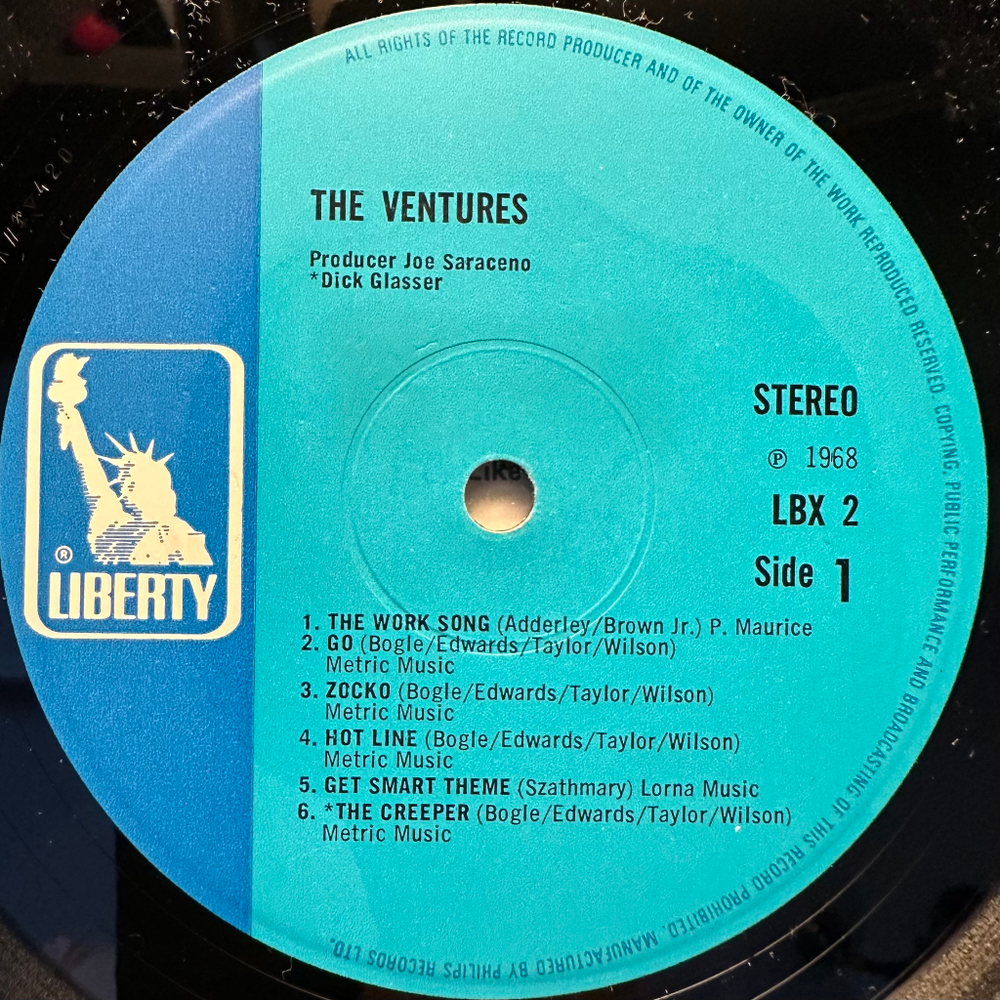 ALL RIGHTS OF THE RECORD PRODUCER AND OF THE OWNER OF THE WORK REPRODUCED RESERVED. COPYING, PUBLIC PERFORMANCE AND BROADCASTING OF THIS RECORD PROHIBITED. MANUFACTURED BY PHILIPS RECORDS LTD.
420
THE VENTURES
Producer Joe Saraceno
*Dick Glasser
STEREO
℗ 1968
Like
LBX 2
® LIBERTY
Side 1
1. THE WORK SONG (Adderley/Brown Jr.) P. Maurice
2. GO (Bogle/Edwards/Taylor/Wilson)
Metric Music
3. ZOCKO (Bogle/Edwards/Taylor/Wilson)
Metric Music
4. HOT LINE (Bogle/Edwards/Taylor/Wilson)
Metric Music
5. GET SMART THEME (Szathmary) Lorna Music
6. *THE CREEPER (Bogle/Edwards/Taylor/Wilson)
Metric Music